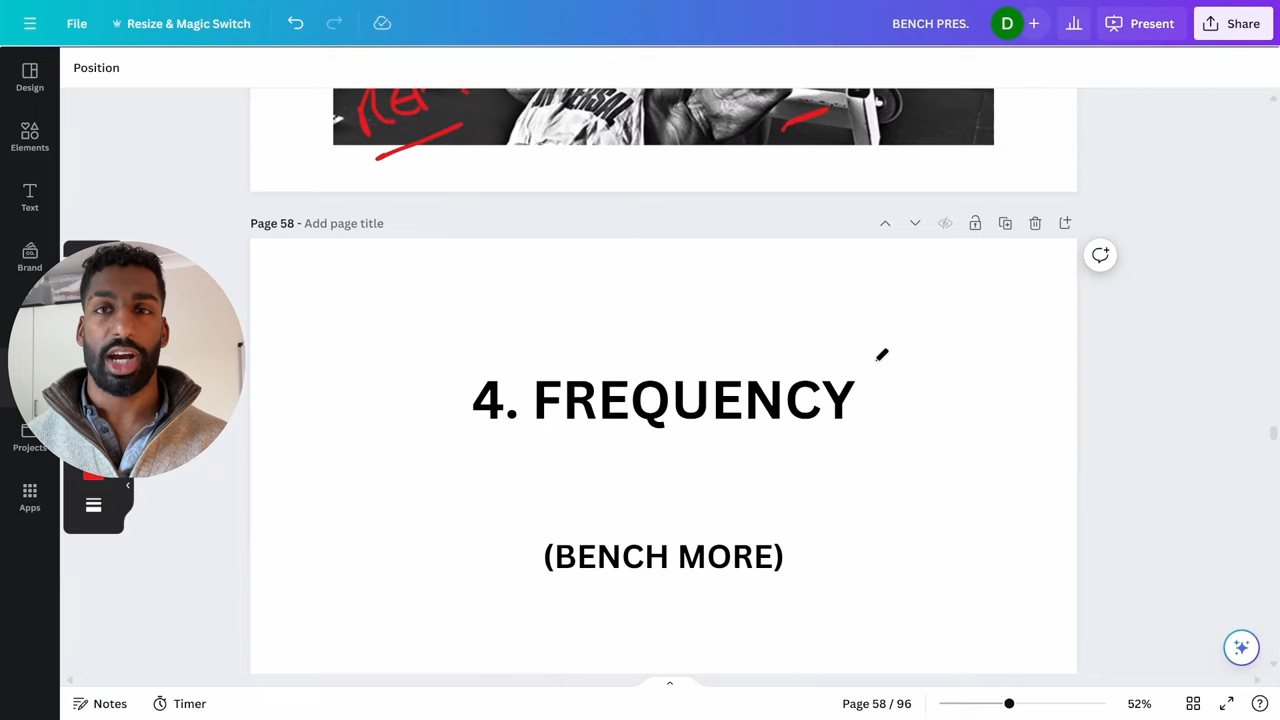 File
Resize & Magic Switch
BENCH PRES.
D
Present
Share
Position
Design
Elements
Text
Brand
Projects
Apps
Page 58 - Add page title
4. FREQUENCY
(BENCH MORE)
Notes
Timer
Page 58 / 96
52%